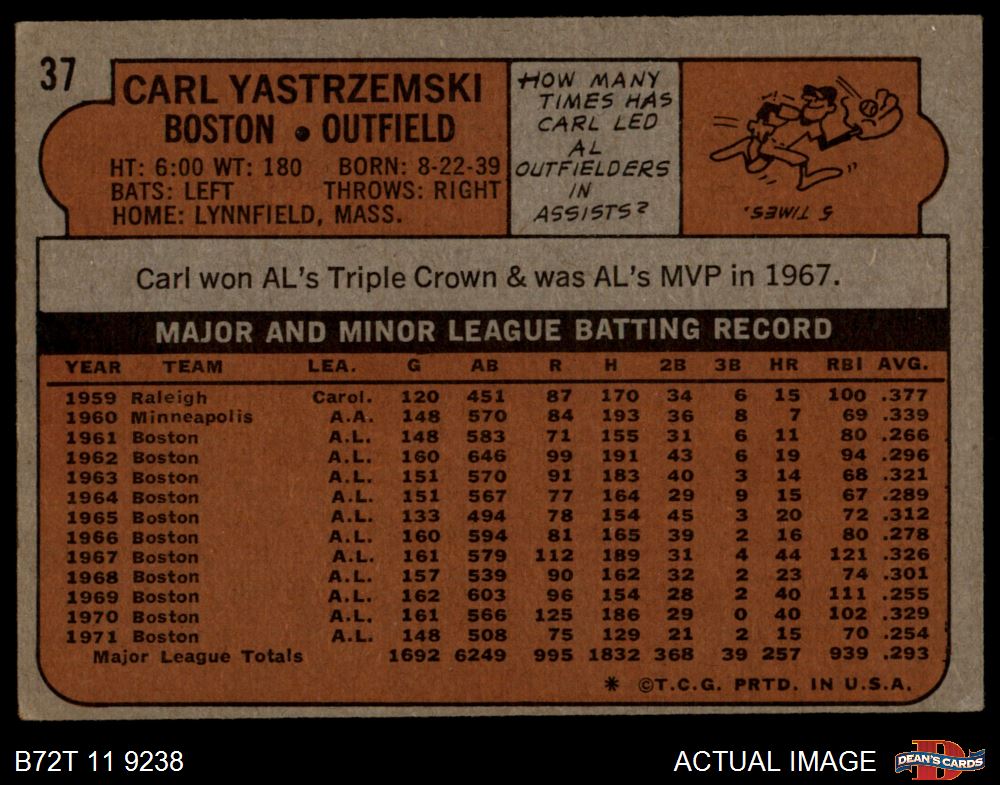 37
CARL YASTRZEMSKI
BOSTON • OUTFIELD
HT: 6:00 WT: 180 BORN: 8-22-39
BATS: LEFT THROWS: RIGHT
HOME: LYNNFIELD, MASS.
HOW MANY
TIMES HAS
CARL LED
AL
OUTFIELDERS
IN
ASSISTS?
5 TIMES.
Carl won AL's Triple Crown & was AL's MVP in 1967.
MAJOR AND MINOR LEAGUE BATTING RECORD
YEAR TEAM LEA. G AB R H 2B 3B HR RBI AVG.
1959 Raleigh Carol. 120 451 87 170 34 6 15 100 .377
1960 Minneapolis A.A. 148 570 84 193 36 8 7 69 .339
1961 Boston A.L. 148 583 71 155 31 6 11 80 .266
1962 Boston A.L. 160 646 99 191 43 6 19 94 .296
1963 Boston A.L. 151 570 91 183 40 3 14 68 .321
1964 Boston A.L. 151 567 77 164 29 9 15 67 .289
1965 Boston A.L. 133 494 78 154 45 3 20 72 .312
1966 Boston A.L. 160 594 81 165 39 2 16 80 .278
1967 Boston A.L. 161 579 112 189 31 4 44 121 .326
1968 Boston A.L. 157 539 90 162 32 2 23 74 .301
1969 Boston A.L. 162 603 96 154 28 2 40 111 .255
1970 Boston A.L. 161 566 125 186 29 0 40 102 .329
1971 Boston A.L. 148 508 75 129 21 2 15 70 .254
Major League Totals 1692 6249 995 1832 368 39 257 939 .293
* ©T.C.G. PRTD. IN U.S.A.
B72T 11 9238
ACTUAL IMAGE
D
DEAN'S CARDS